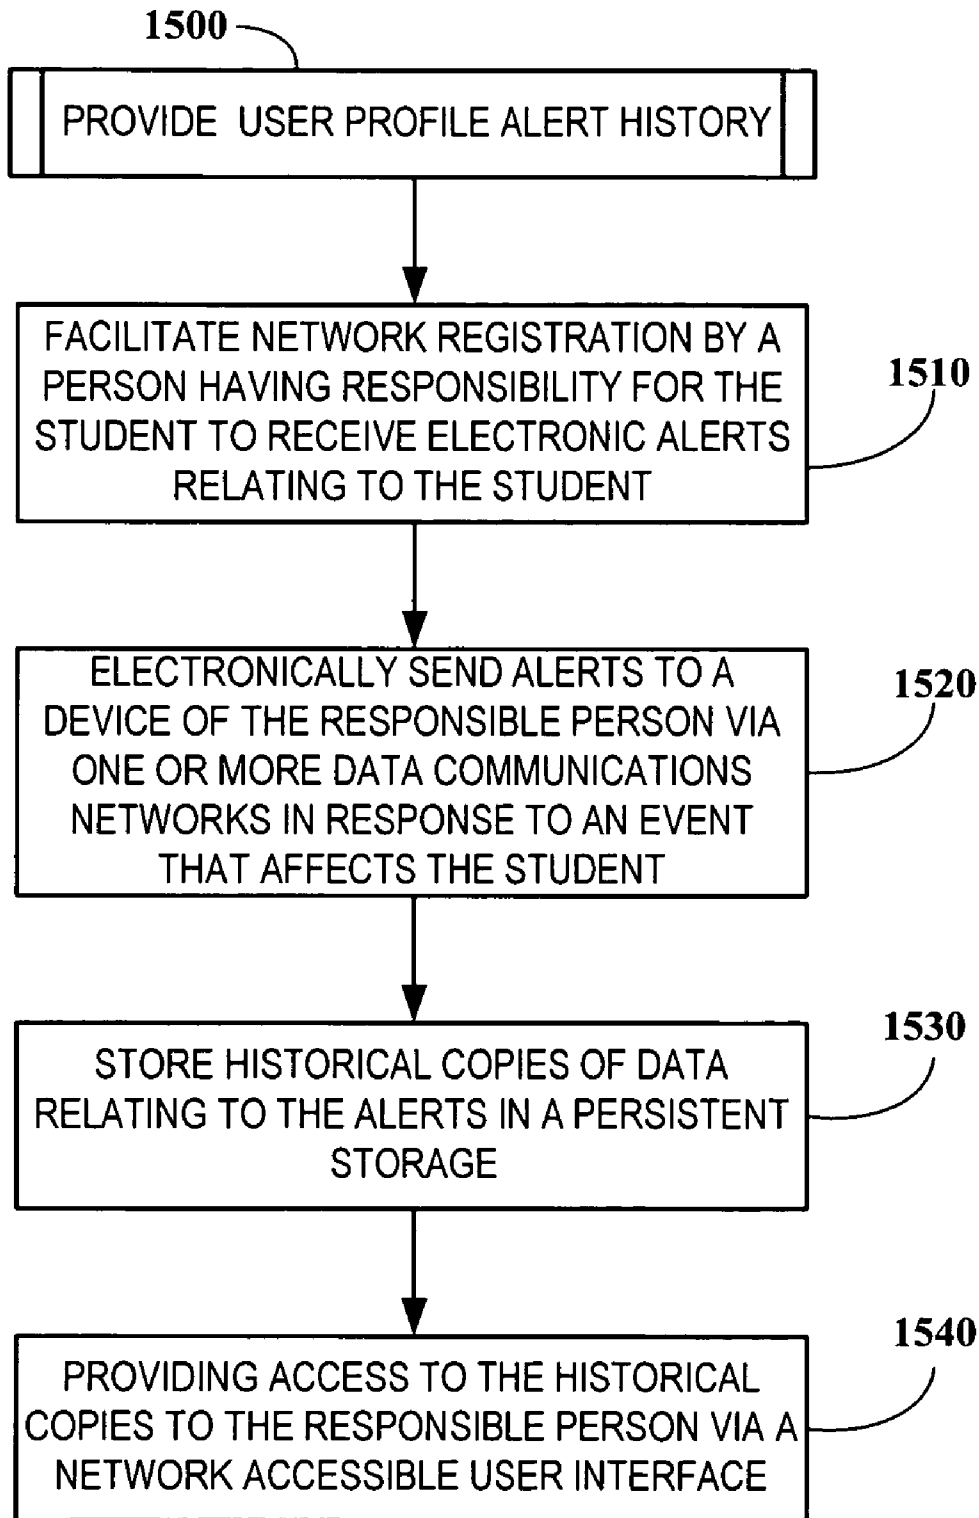 1500
PROVIDE USER PROFILE ALERT HISTORY
FACILITATE NETWORK REGISTRATION BY A
PERSON HAVING RESPONSIBILITY FOR THE
STUDENT TO RECEIVE ELECTRONIC ALERTS
RELATING TO THE STUDENT
1510
ELECTRONICALLY SEND ALERTS TO A
DEVICE OF THE RESPONSIBLE PERSON VIA
ONE OR MORE DATA COMMUNICATIONS
NETWORKS IN RESPONSE TO AN EVENT
THAT AFFECTS THE STUDENT
1520
STORE HISTORICAL COPIES OF DATA
RELATING TO THE ALERTS IN A PERSISTENT
STORAGE
1530
PROVIDING ACCESS TO THE HISTORICAL
COPIES TO THE RESPONSIBLE PERSON VIA A
NETWORK ACCESSIBLE USER INTERFACE
1540